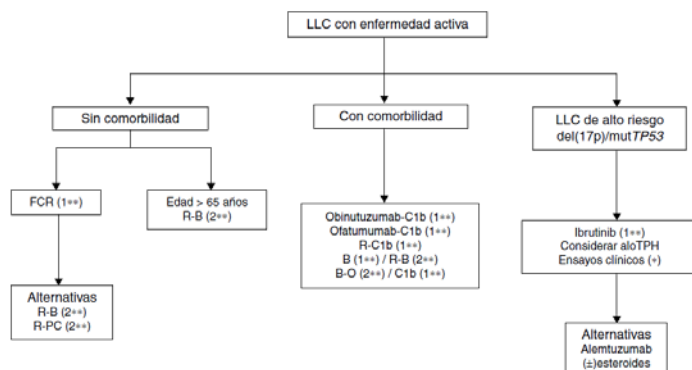 LLC con enfermedad activa
Sin comorbilidad
Con comorbilidad
LLC de alto riesgo
del(17p)/mutTP53
FCR (1++)
Edad > 65 años
R-B (2++)
Obinutuzumab-C1b (1++)
Ofatumumab-C1b (1++)
R-C1b (1++)
B (1++) / R-B (2++)
B-O (2++) / C1b (1++)
Ibrutinib (1++)
Considerar aloTPH
Ensayos clínicos (+)
Alternativas
R-B (2++)
R-PC (2++)
Alternativas
Alemtuzumab
(±)esteroides